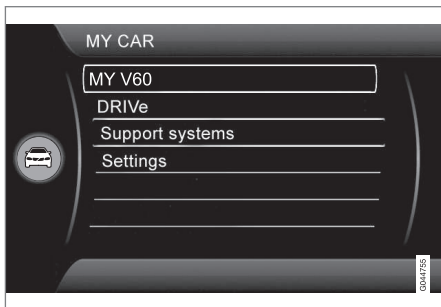 MY CAR
MY V60
DRIVe
Support systems
Settings
G044755